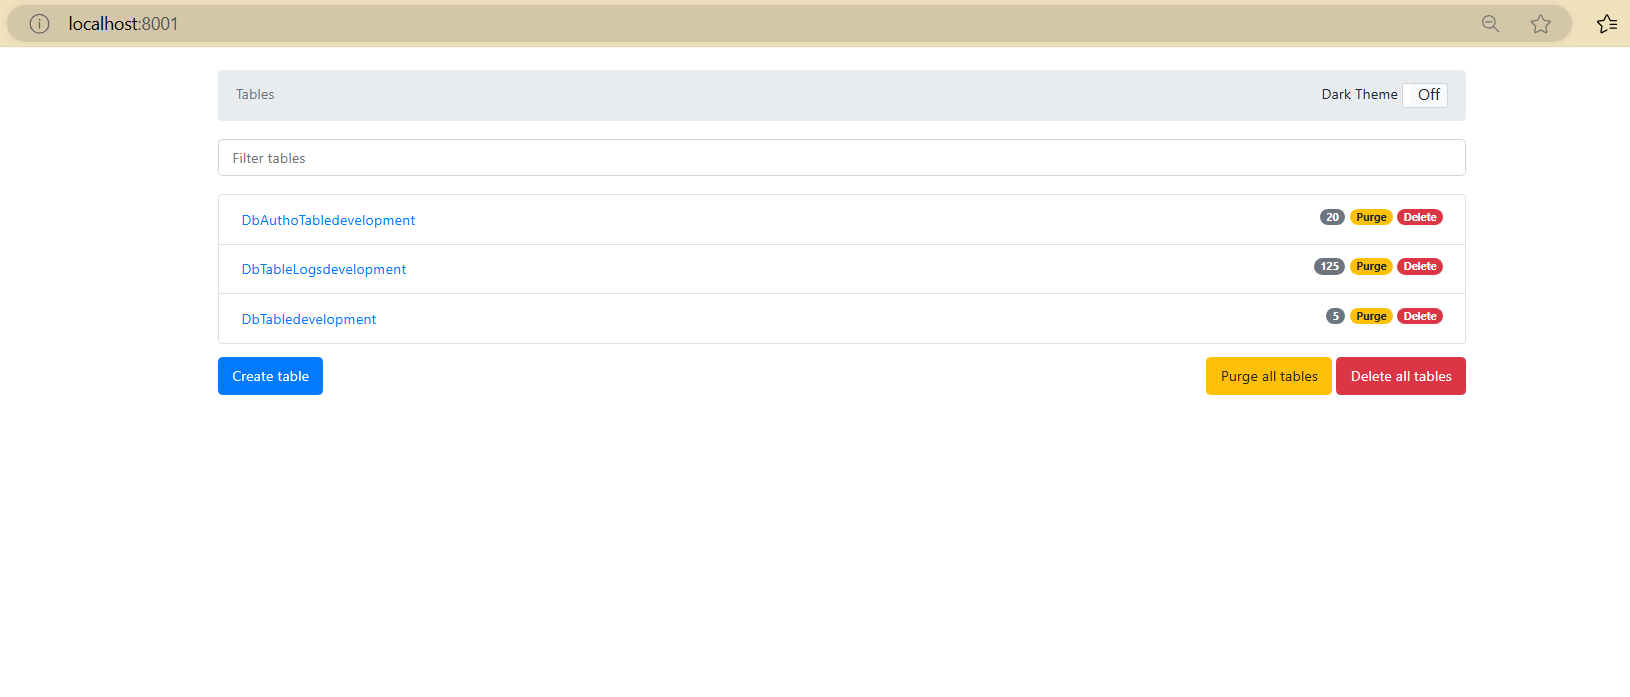 localhost:8001
Tables Dark Theme Off
Filter tables
DbAuthoTabledevelopment 20 Purge Delete
DbTableLogsdevelopment 125 Purge Delete
DbTabledevelopment 5 Purge Delete
Create table Purge all tables Delete all tables